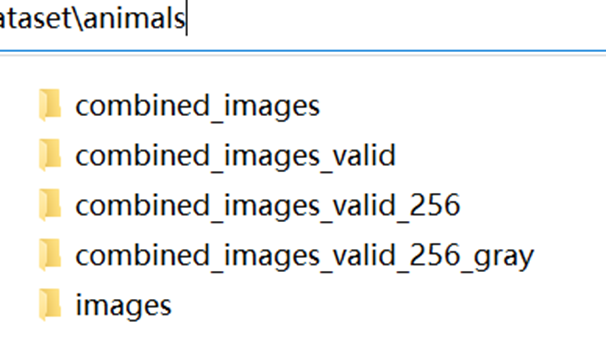 ataset\animals
combined_images
combined_images_valid
combined_images_valid_256
combined_images_valid_256_gray
images